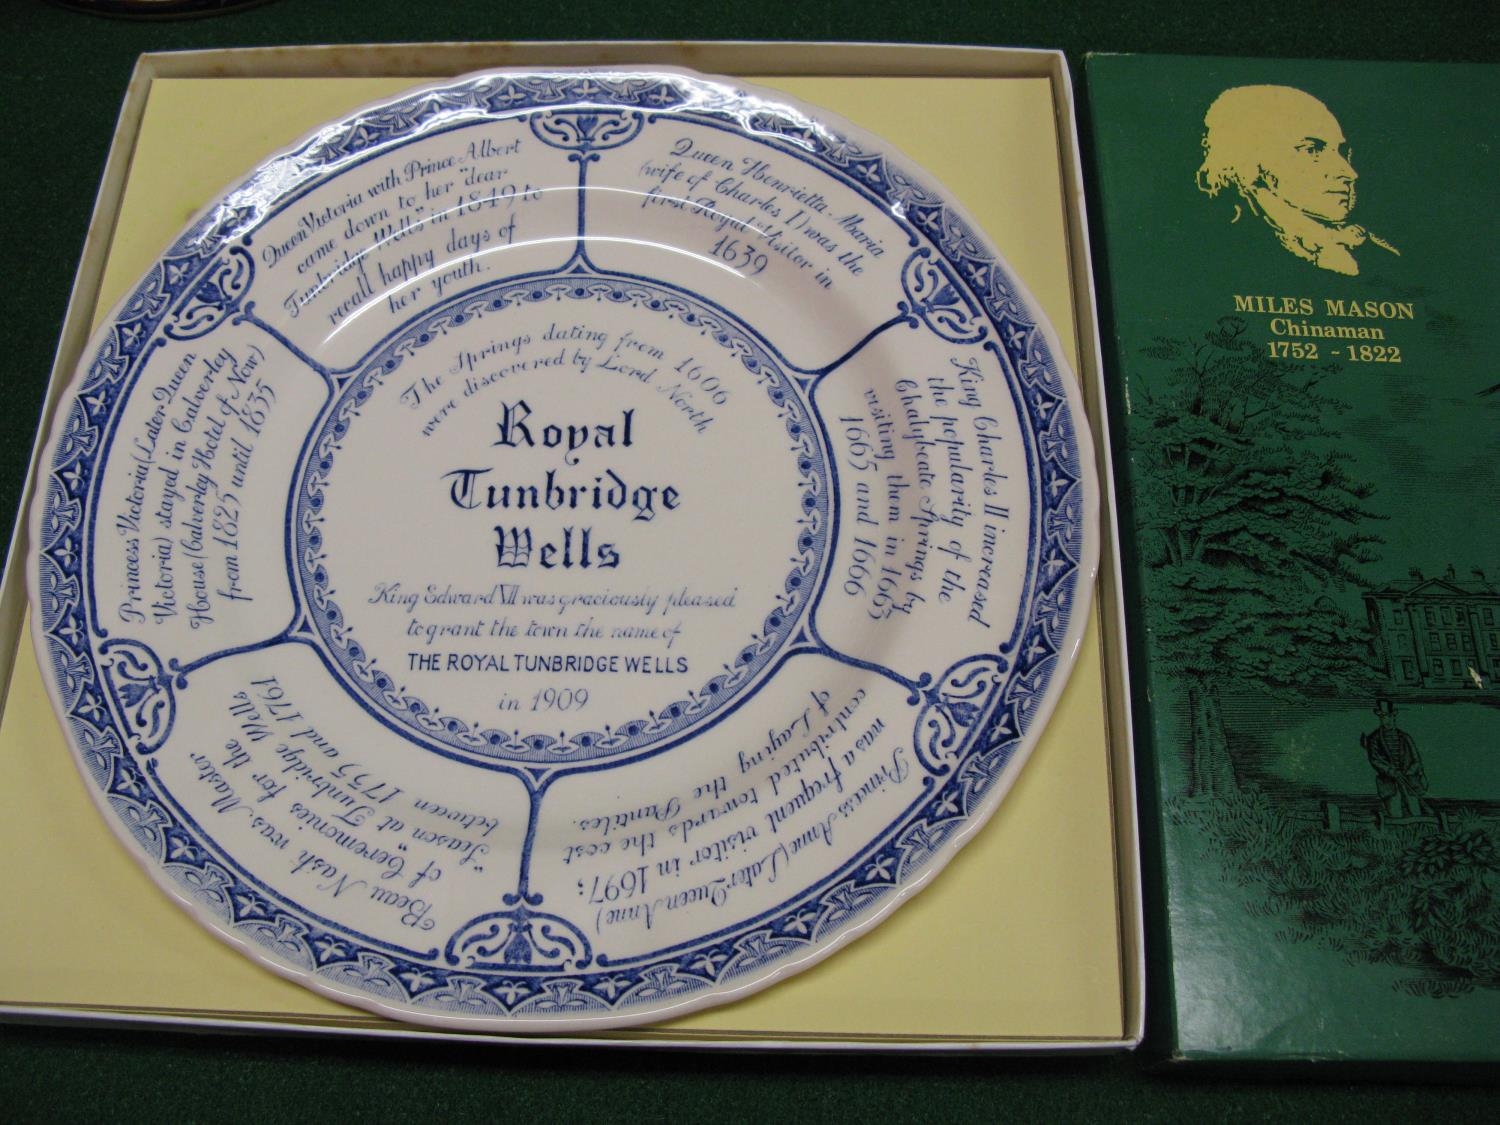 The Springs dating from 1606
were discovered by Lord North
Royal
Tunbridge
Wells
King Edward VII was graciously pleased
to grant the town the name of
THE ROYAL TUNBRIDGE WELLS
in 1909
Queen Henrietta-Maria
(wife of Charles I) was the
first Royal Visitor in
1639
King Charles II increased
the popularity of the
Chalybeate Springs by
visiting them in 1663
1665 and 1666
Princess Anne (Later Queen Anne)
was a frequent visitor in 1697;
contributed towards the cost
of Laying the Pantiles.
Beau Nash was Master
of Ceremonies for the
"Season at Tunbridge Wells
between 1755 and 1761
Princess Victoria (Later Queen
Victoria) stayed in Calverley
House (Calverley Hotel of Now)
from 1825 until 1835
Queen Victoria with Prince Albert
came down to her "dear
Tunbridge Wells" in 1849 to
recall happy days of
her youth.
MILES MASON
Chinaman
1752 - 1822